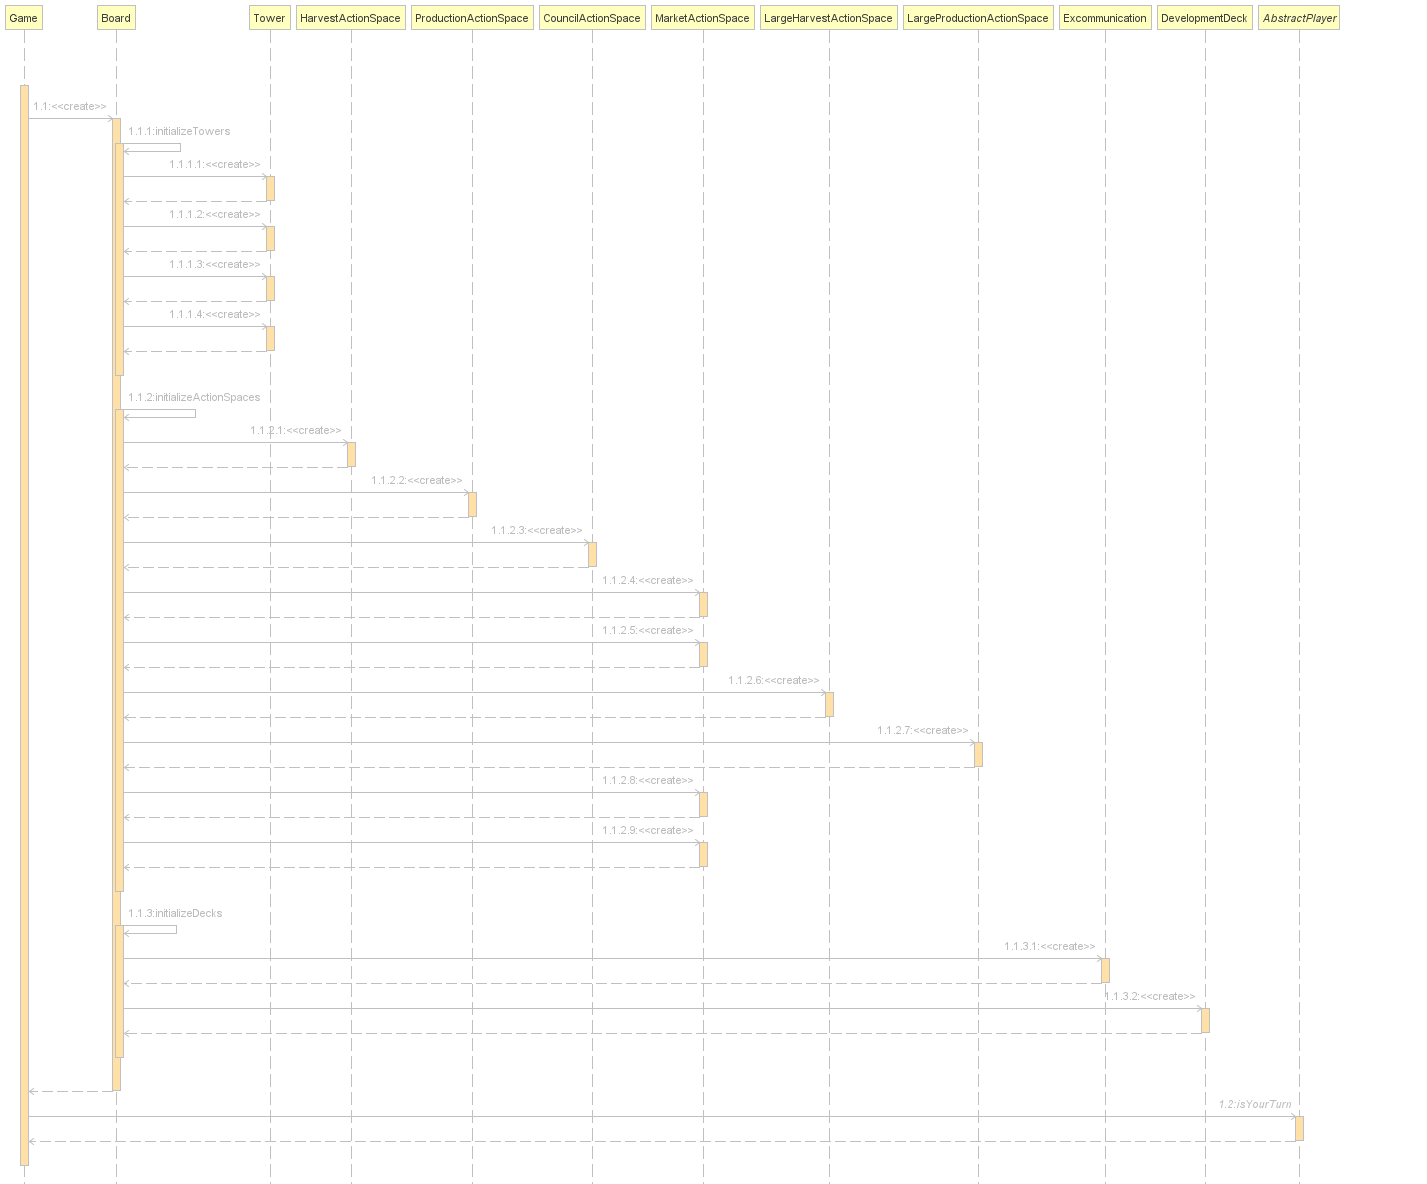 Game
Board
Tower
HarvestActionSpace
ProductionActionSpace
CouncilActionSpace
MarketActionSpace
LargeHarvestActionSpace
LargeProductionActionSpace
Excommunication
DevelopmentDeck
AbstractPlayer
1.1:<<create>>
1.1.1:initializeTowers
1.1.1.1:<<create>>
1.1.1.2:<<create>>
1.1.1.3:<<create>>
1.1.1.4:<<create>>
1.1.2:initializeActionSpaces
1.1.2.1:<<create>>
1.1.2.2:<<create>>
1.1.2.3:<<create>>
1.1.2.4:<<create>>
1.1.2.5:<<create>>
1.1.2.6:<<create>>
1.1.2.7:<<create>>
1.1.2.8:<<create>>
1.1.2.9:<<create>>
1.1.3:initializeDecks
1.1.3.1:<<create>>
1.1.3.2:<<create>>
1.2:isYourTurn